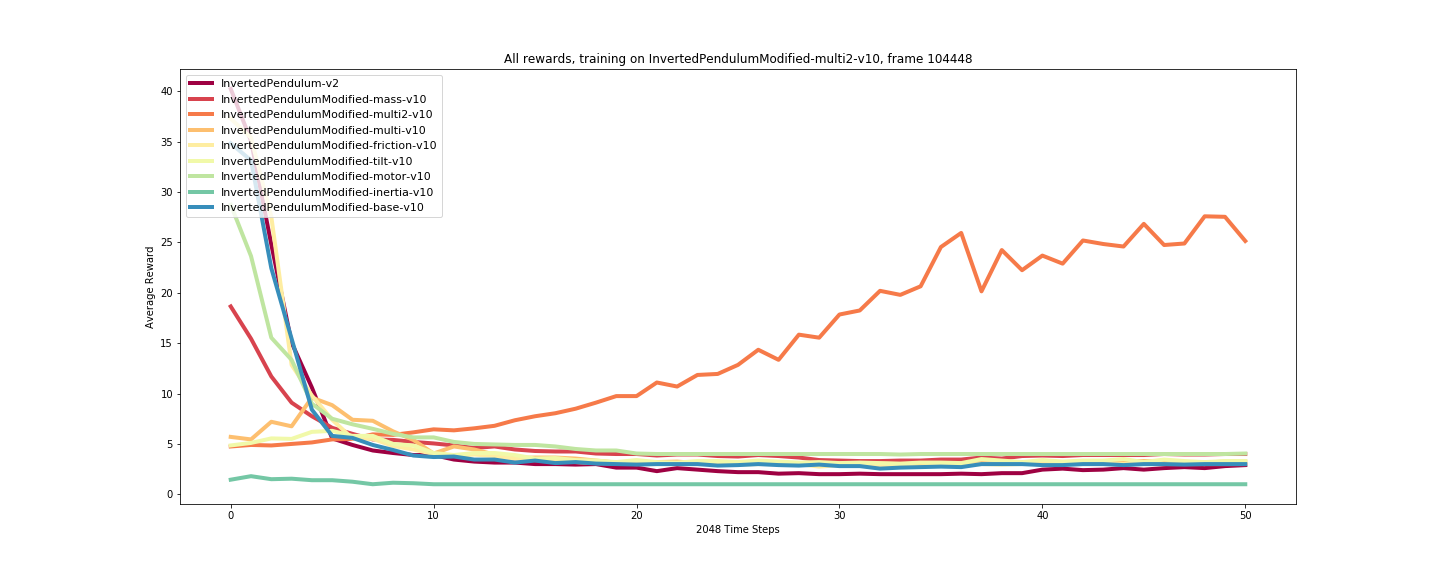 All rewards, training on InvertedPendulumModified-multi2-v10, frame 104448
InvertedPendulum-v2
InvertedPendulumModified-mass-v10
InvertedPendulumModified-multi2-v10
InvertedPendulumModified-multi-v10
InvertedPendulumModified-friction-v10
InvertedPendulumModified-tilt-v10
InvertedPendulumModified-motor-v10
InvertedPendulumModified-inertia-v10
InvertedPendulumModified-base-v10
40
35
30
25
20
15
10
5
0
Average Reward
0 10 20 30 40 50
2048 Time Steps